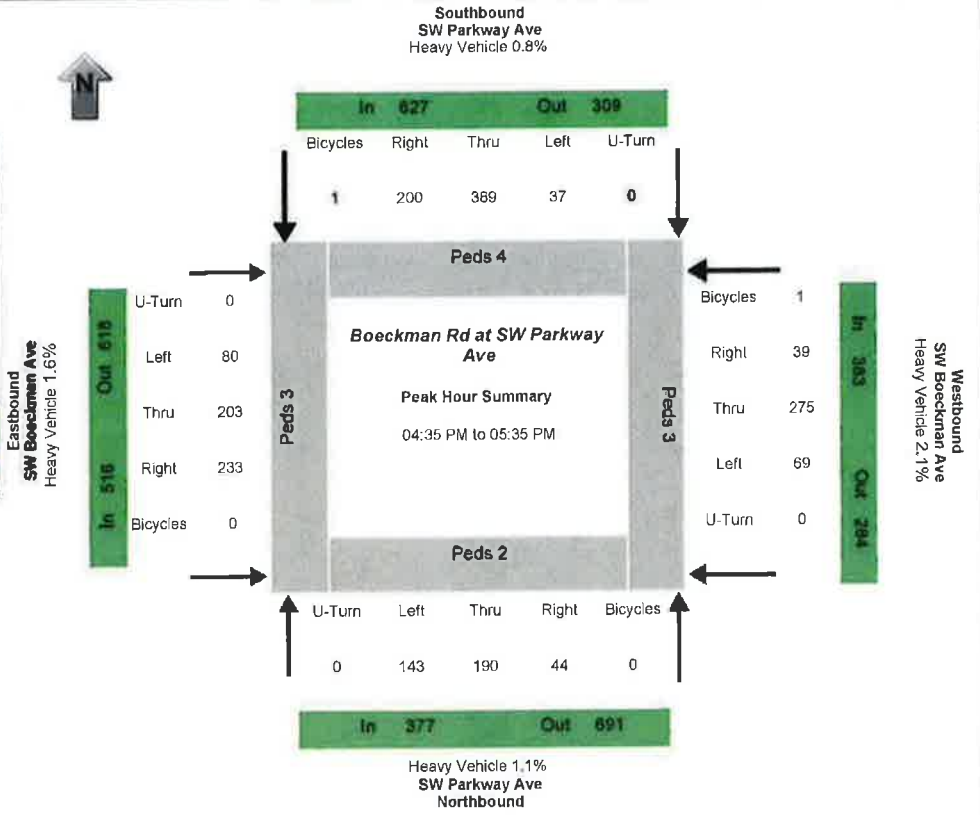 Southbound
SW Parkway Ave
Heavy Vehicle 0.8%
N
In 627 Out 309
Bicycles Right Thru Left U-Turn
1 200 389 37 0
Peds 4
Eastbound
SW Boeckman Ave
Heavy Vehicle 1.6%
In 516 Out 618
U-Turn 0
Left 80
Thru 203
Right 233
Bicycles 0
Peds 3
Boeckman Rd at SW Parkway
Ave
Peak Hour Summary
04:35 PM to 05:35 PM
Peds 3
Bicycles 1
Right 39
Thru 275
Left 69
U-Turn 0
In 383 Out 284
Westbound
SW Boeckman Ave
Heavy Vehicle 2.1%
Peds 2
U-Turn Left Thru Right Bicycles
0 143 190 44 0
In 377 Out 691
Heavy Vehicle 1.1%
SW Parkway Ave
Northbound